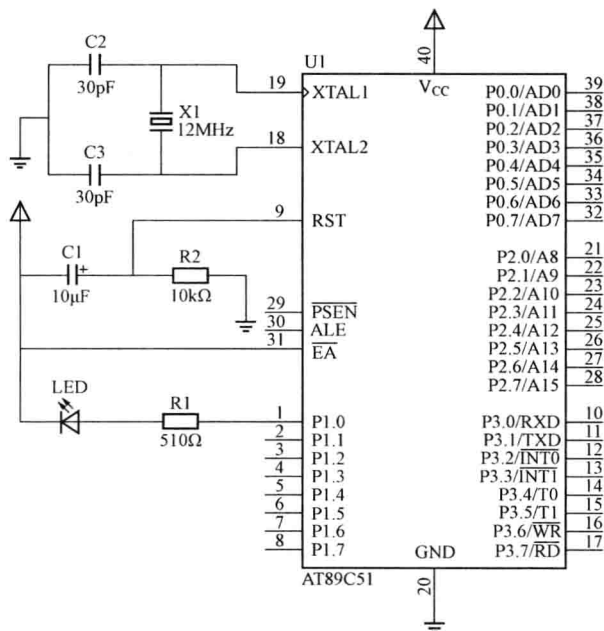 C2
30pF
X1
12MHz
C3
30pF
U1
40
VCC
19
XTAL1
18
XTAL2
9
RST
C1
+
10μF
R2
10kΩ
29
PSEN
30
ALE
31
EA
LED
R1
510Ω
1
P1.0
2
P1.1
3
P1.2
4
P1.3
5
P1.4
6
P1.5
7
P1.6
8
P1.7
P0.0/AD0
39
P0.1/AD1
38
P0.2/AD2
37
P0.3/AD3
36
P0.4/AD4
35
P0.5/AD5
34
P0.6/AD6
33
P0.7/AD7
32
P2.0/A8
21
P2.1/A9
22
P2.2/A10
23
P2.3/A11
24
P2.4/A12
25
P2.5/A13
26
P2.6/A14
27
P2.7/A15
28
P3.0/RXD
10
P3.1/TXD
11
P3.2/INT0
12
P3.3/INT1
13
P3.4/T0
14
P3.5/T1
15
P3.6/WR
16
P3.7/RD
17
GND
20
AT89C51